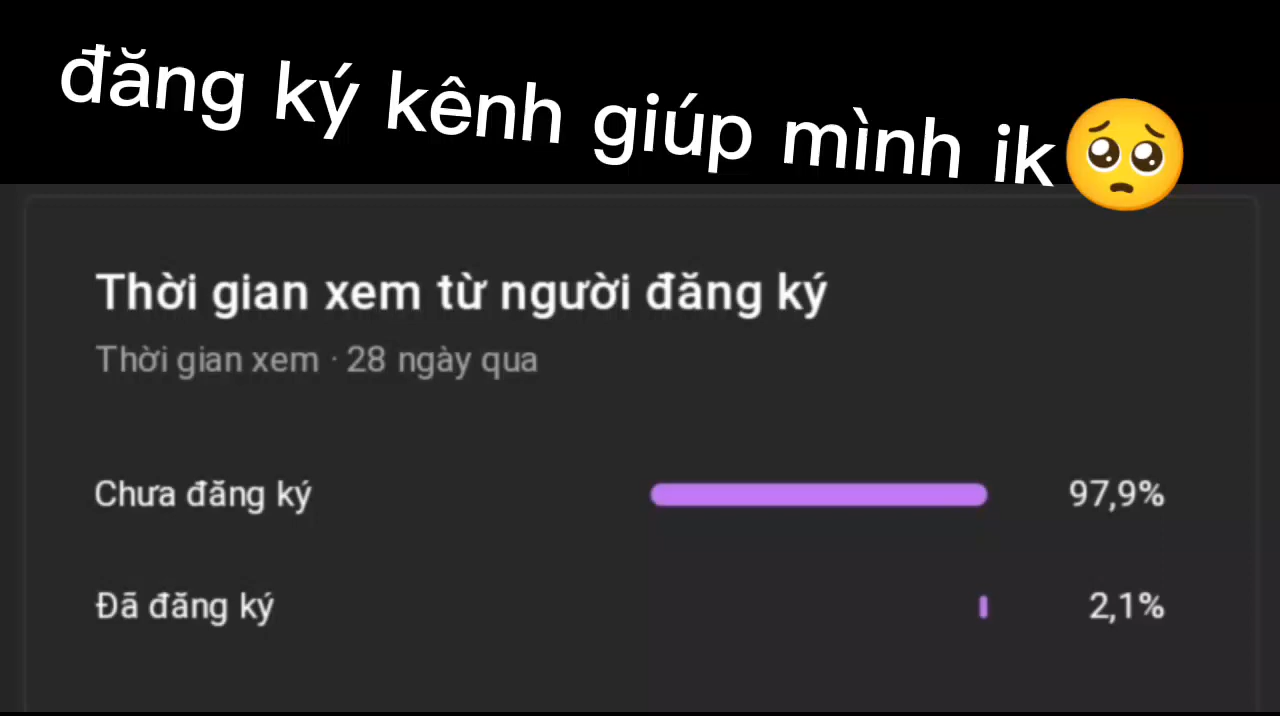 đăng ký kênh giúp mình ik🥺
Thời gian xem từ người đăng ký
Thời gian xem · 28 ngày qua
Chưa đăng ký 97,9%
Đã đăng ký 2,1%